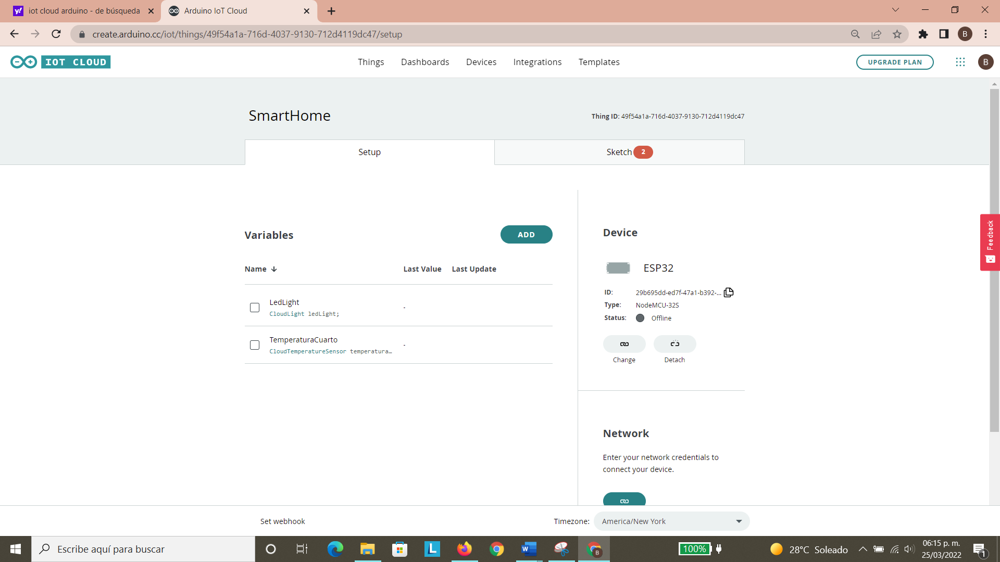 iot cloud arduino - de búsqueda
Arduino IoT Cloud
create.arduino.cc/iot/things/49f54a1a-716d-4037-9130-712d4119dc47/setup
B
IOT CLOUD
Things
Dashboards
Devices
Integrations
Templates
UPGRADE PLAN
B
SmartHome
Thing ID: 49f54a1a-716d-4037-9130-712d4119dc47
Setup
Sketch 2
Variables
ADD
Name
Last Value
Last Update
LedLight
CloudLight ledLight;
-
TemperaturaCuarto
CloudTemperatureSensor temperatura…
-
Device
ESP32
ID: 29b695dd-ed7f-47a1-b392-...
Type: NodeMCU-32S
Status: Offline
Change
Detach
Network
Enter your network credentials to
connect your device.
Feedback
Set webhook
Timezone: America/New York
Escribe aquí para buscar
100%
28°C Soleado
06:15 p. m.
25/03/2022
1